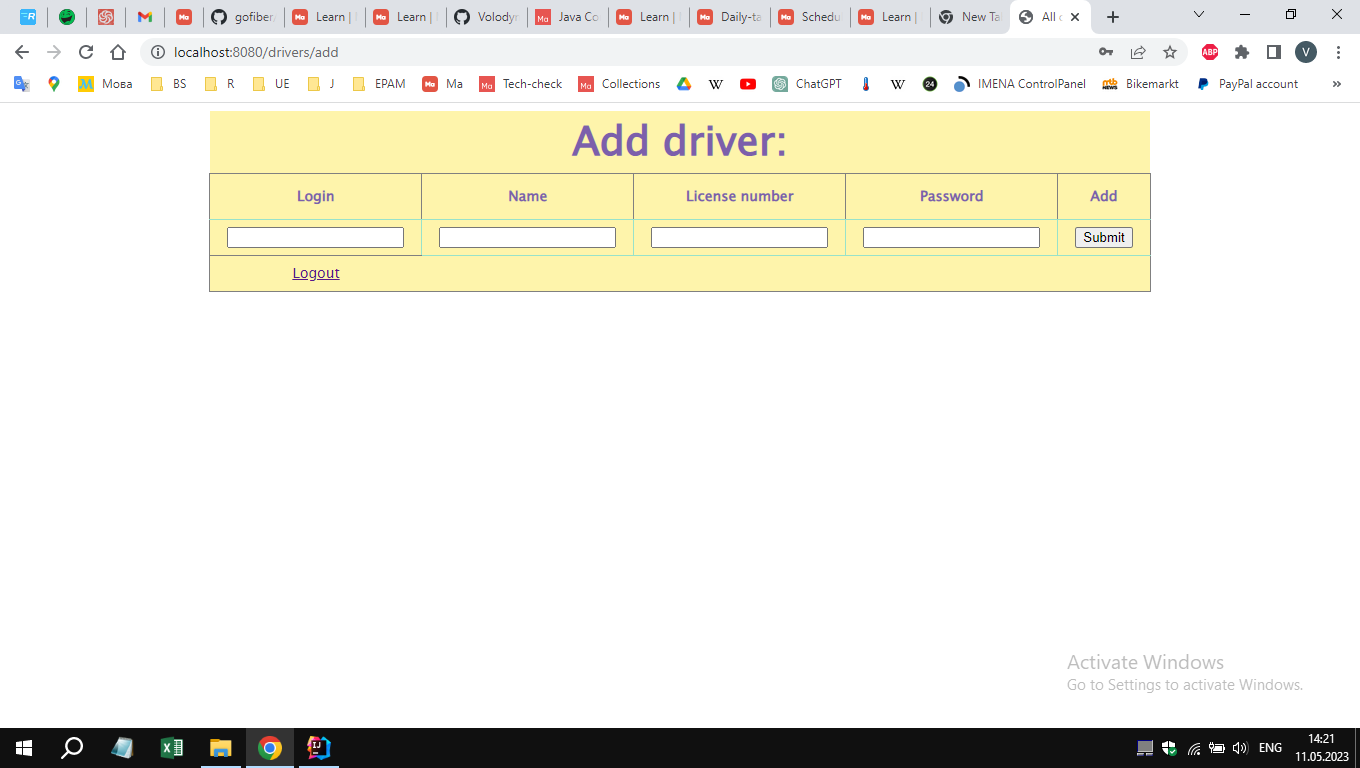 gofiber/
Learn |
Learn |
Volodyr
Java Co
Learn |
Daily-ta
Schedu
Learn |
New Ta
All
localhost:8080/drivers/add
ABP
V
Мова
BS
R
UE
J
EPAM
Ma
Tech-check
Collections
W
ChatGPT
W
24
IMENA ControlPanel
Bikemarkt
PayPal account
»
Add driver:
Login
Name
License number
Password
Add
Submit
Logout
Activate Windows
Go to Settings to activate Windows.
ENG
14:21
11.05.2023